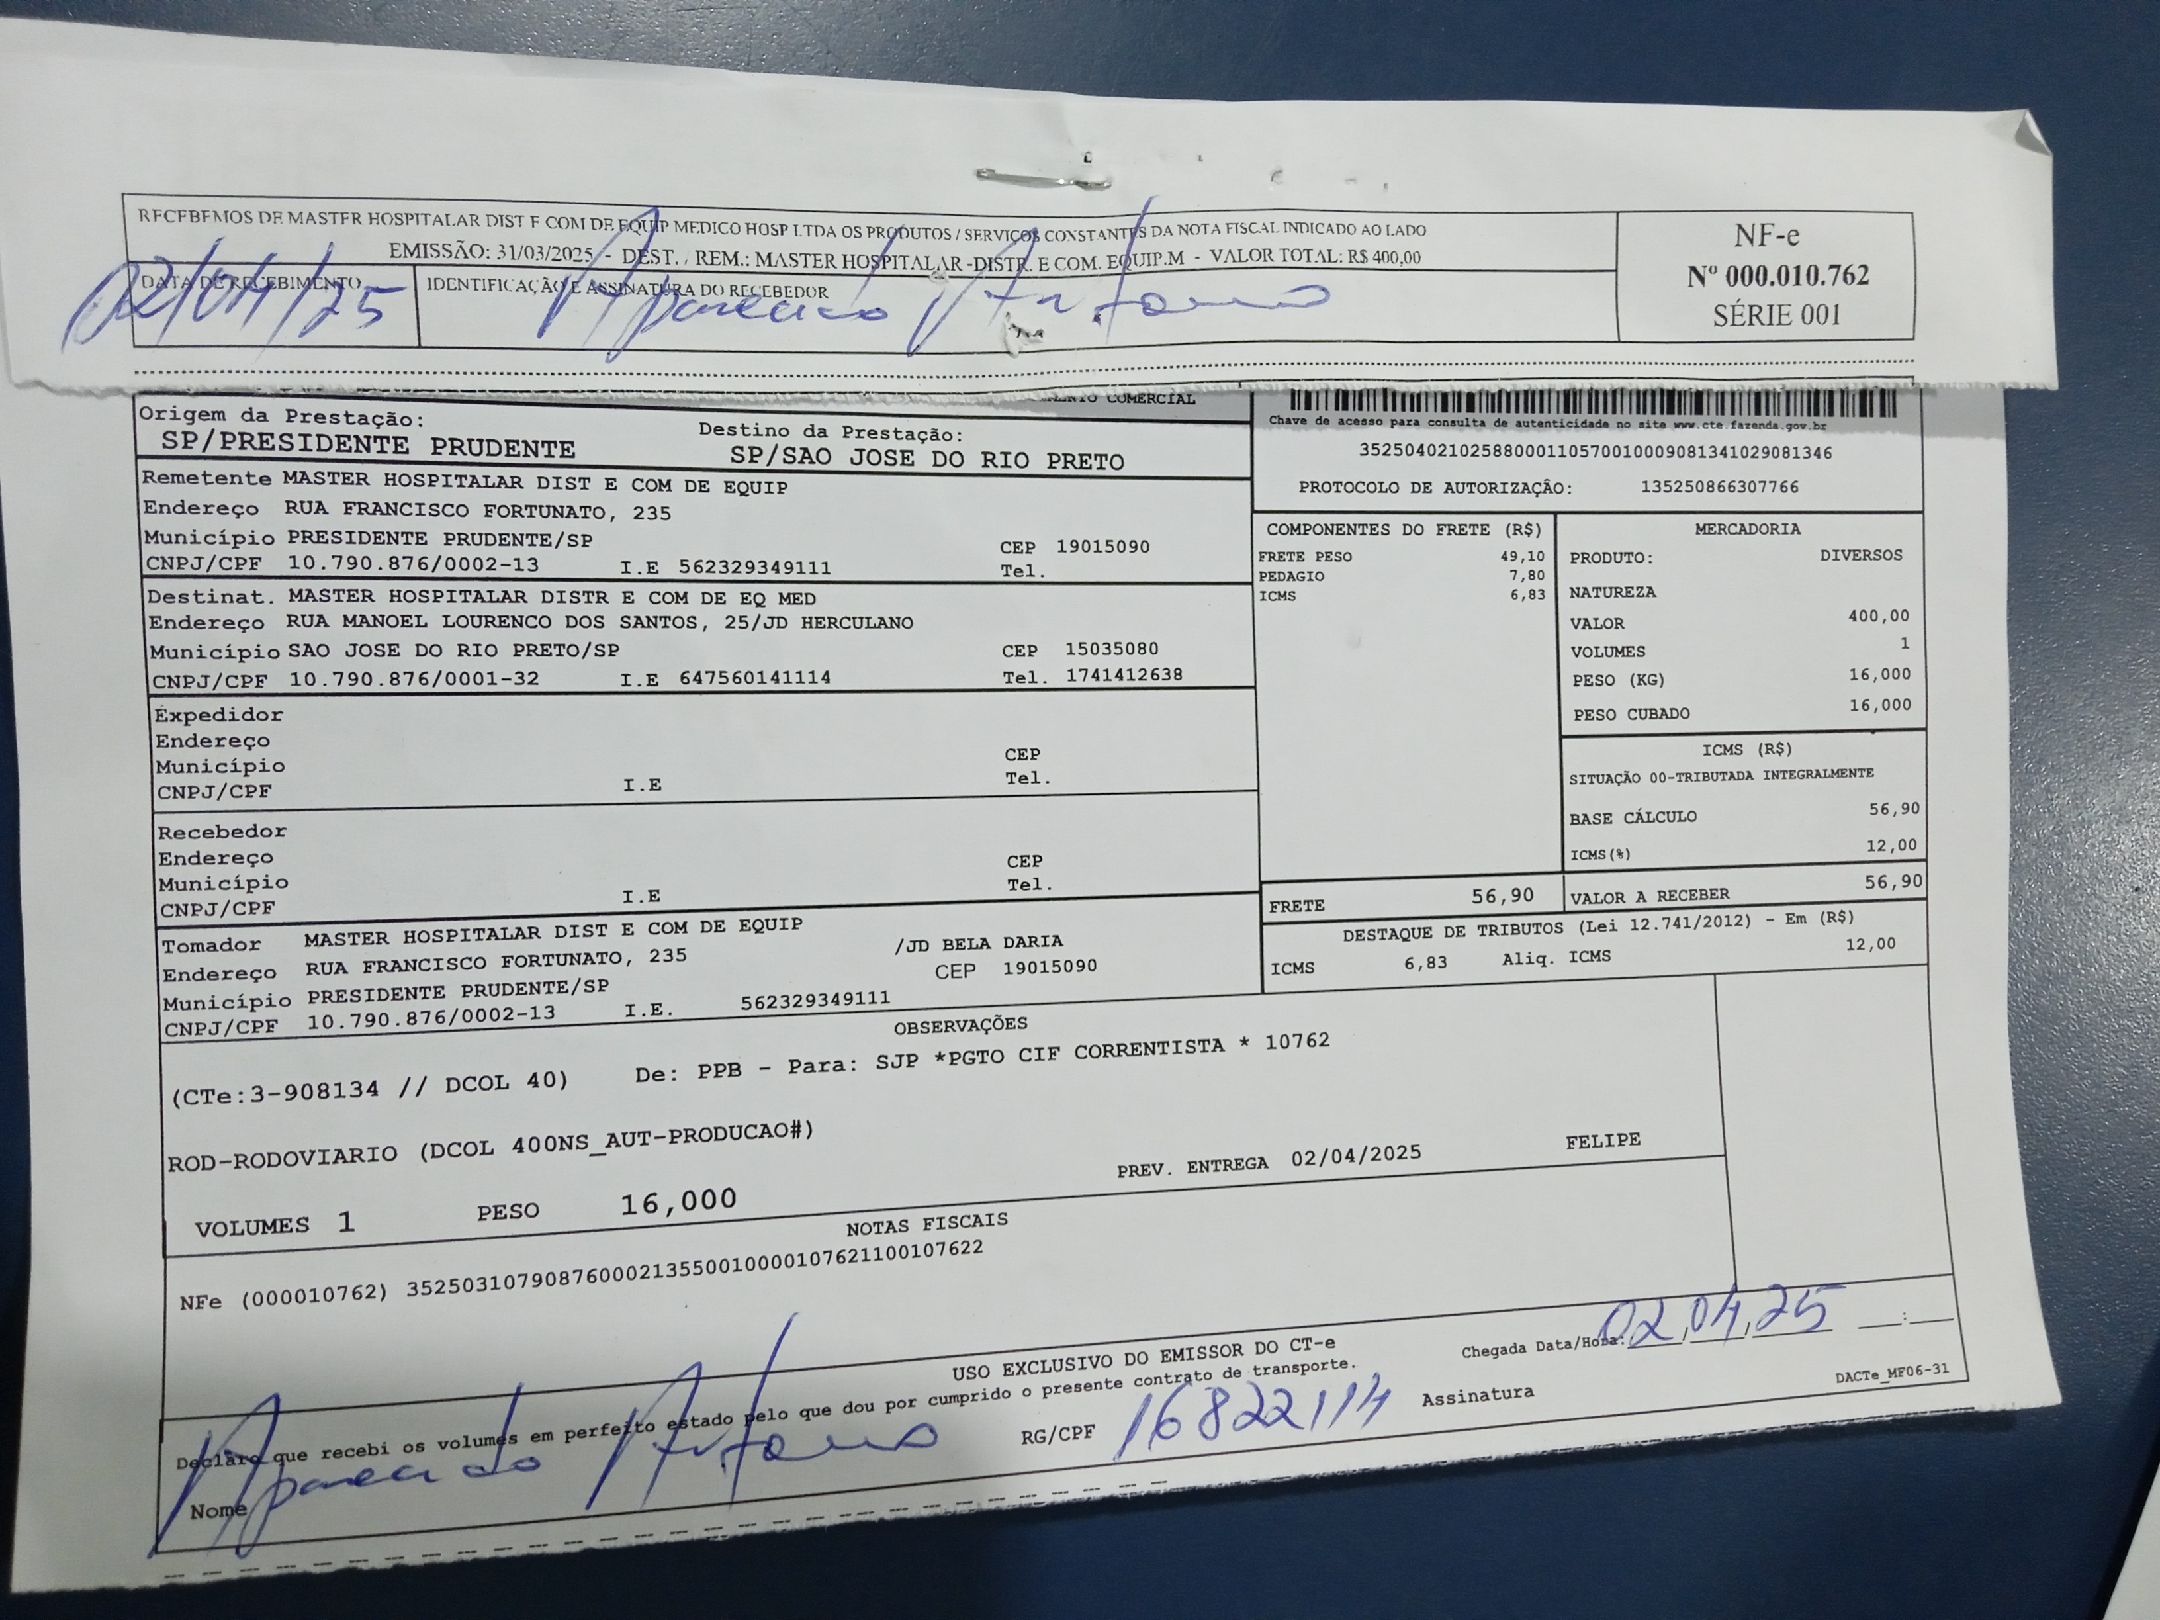 RECEBEMOS DE MASTER HOSPITALAR DIST E COM DE EQUIP MEDICO HOSP LTDA OS PRODUTOS / SERVIÇOS CONSTANTES DA NOTA FISCAL INDICADO AO LADO
EMISSÃO: 31/03/2025 - DEST. / REM.: MASTER HOSPITALAR -DISTR. E COM. EQUIP.M - VALOR TOTAL: R$ 400,00
DATA DE RECEBIMENTO
02/04/25
IDENTIFICAÇÃO E ASSINATURA DO RECEBEDOR
Aparecido Antonio
NF-e
Nº 000.010.762
SÉRIE 001
COMERCIAL
Origem da Prestação:
SP/PRESIDENTE PRUDENTE
Destino da Prestação:
SP/SAO JOSE DO RIO PRETO
Chave de acesso para consulta de autenticidade no site www.cte.fazenda.gov.br
35250402102588000110570010009081341029081346
PROTOCOLO DE AUTORIZAÇÃO: 135250866307766
Remetente MASTER HOSPITALAR DIST E COM DE EQUIP
Endereço RUA FRANCISCO FORTUNATO, 235
Município PRESIDENTE PRUDENTE/SP CEP 19015090
CNPJ/CPF 10.790.876/0002-13 I.E 562329349111 Tel.
Destinat. MASTER HOSPITALAR DISTR E COM DE EQ MED
Endereço RUA MANOEL LOURENCO DOS SANTOS, 25/JD HERCULANO
Município SAO JOSE DO RIO PRETO/SP CEP 15035080
CNPJ/CPF 10.790.876/0001-32 I.E 647560141114 Tel. 1741412638
Expedidor
Endereço
Município CEP
CNPJ/CPF I.E Tel.
Recebedor
Endereço CEP
Município Tel.
CNPJ/CPF I.E
Tomador MASTER HOSPITALAR DIST E COM DE EQUIP
Endereço RUA FRANCISCO FORTUNATO, 235 /JD BELA DARIA
Município PRESIDENTE PRUDENTE/SP CEP 19015090
CNPJ/CPF 10.790.876/0002-13 I.E. 562329349111
COMPONENTES DO FRETE (R$)
FRETE PESO 49,10
PEDAGIO 7,80
ICMS 6,83
MERCADORIA
PRODUTO: DIVERSOS
NATUREZA
VALOR 400,00
VOLUMES 1
PESO (KG) 16,000
PESO CUBADO 16,000
ICMS (R$)
SITUAÇÃO 00-TRIBUTADA INTEGRALMENTE
BASE CÁLCULO 56,90
ICMS(%) 12,00
FRETE 56,90
VALOR A RECEBER 56,90
DESTAQUE DE TRIBUTOS (Lei 12.741/2012) - Em (R$)
ICMS 6,83 Aliq. ICMS 12,00
OBSERVAÇÕES
(CTe:3-908134 // DCOL 40) De: PPB - Para: SJP *PGTO CIF CORRENTISTA * 10762
ROD-RODOVIARIO (DCOL 400NS_AUT-PRODUCAO#)
PREV. ENTREGA 02/04/2025 FELIPE
VOLUMES 1 PESO 16,000
NOTAS FISCAIS
NFe (000010762) 35250310790876000213550010000107621100107622
USO EXCLUSIVO DO EMISSOR DO CT-e
Declaro que recebi os volumes em perfeito estado pelo que dou por cumprido o presente contrato de transporte.
Chegada Data/Hora: 02/04/25 __:__
Nome Aparecido Antonio RG/CPF 16822114 Assinatura
DACTe_MF06-31